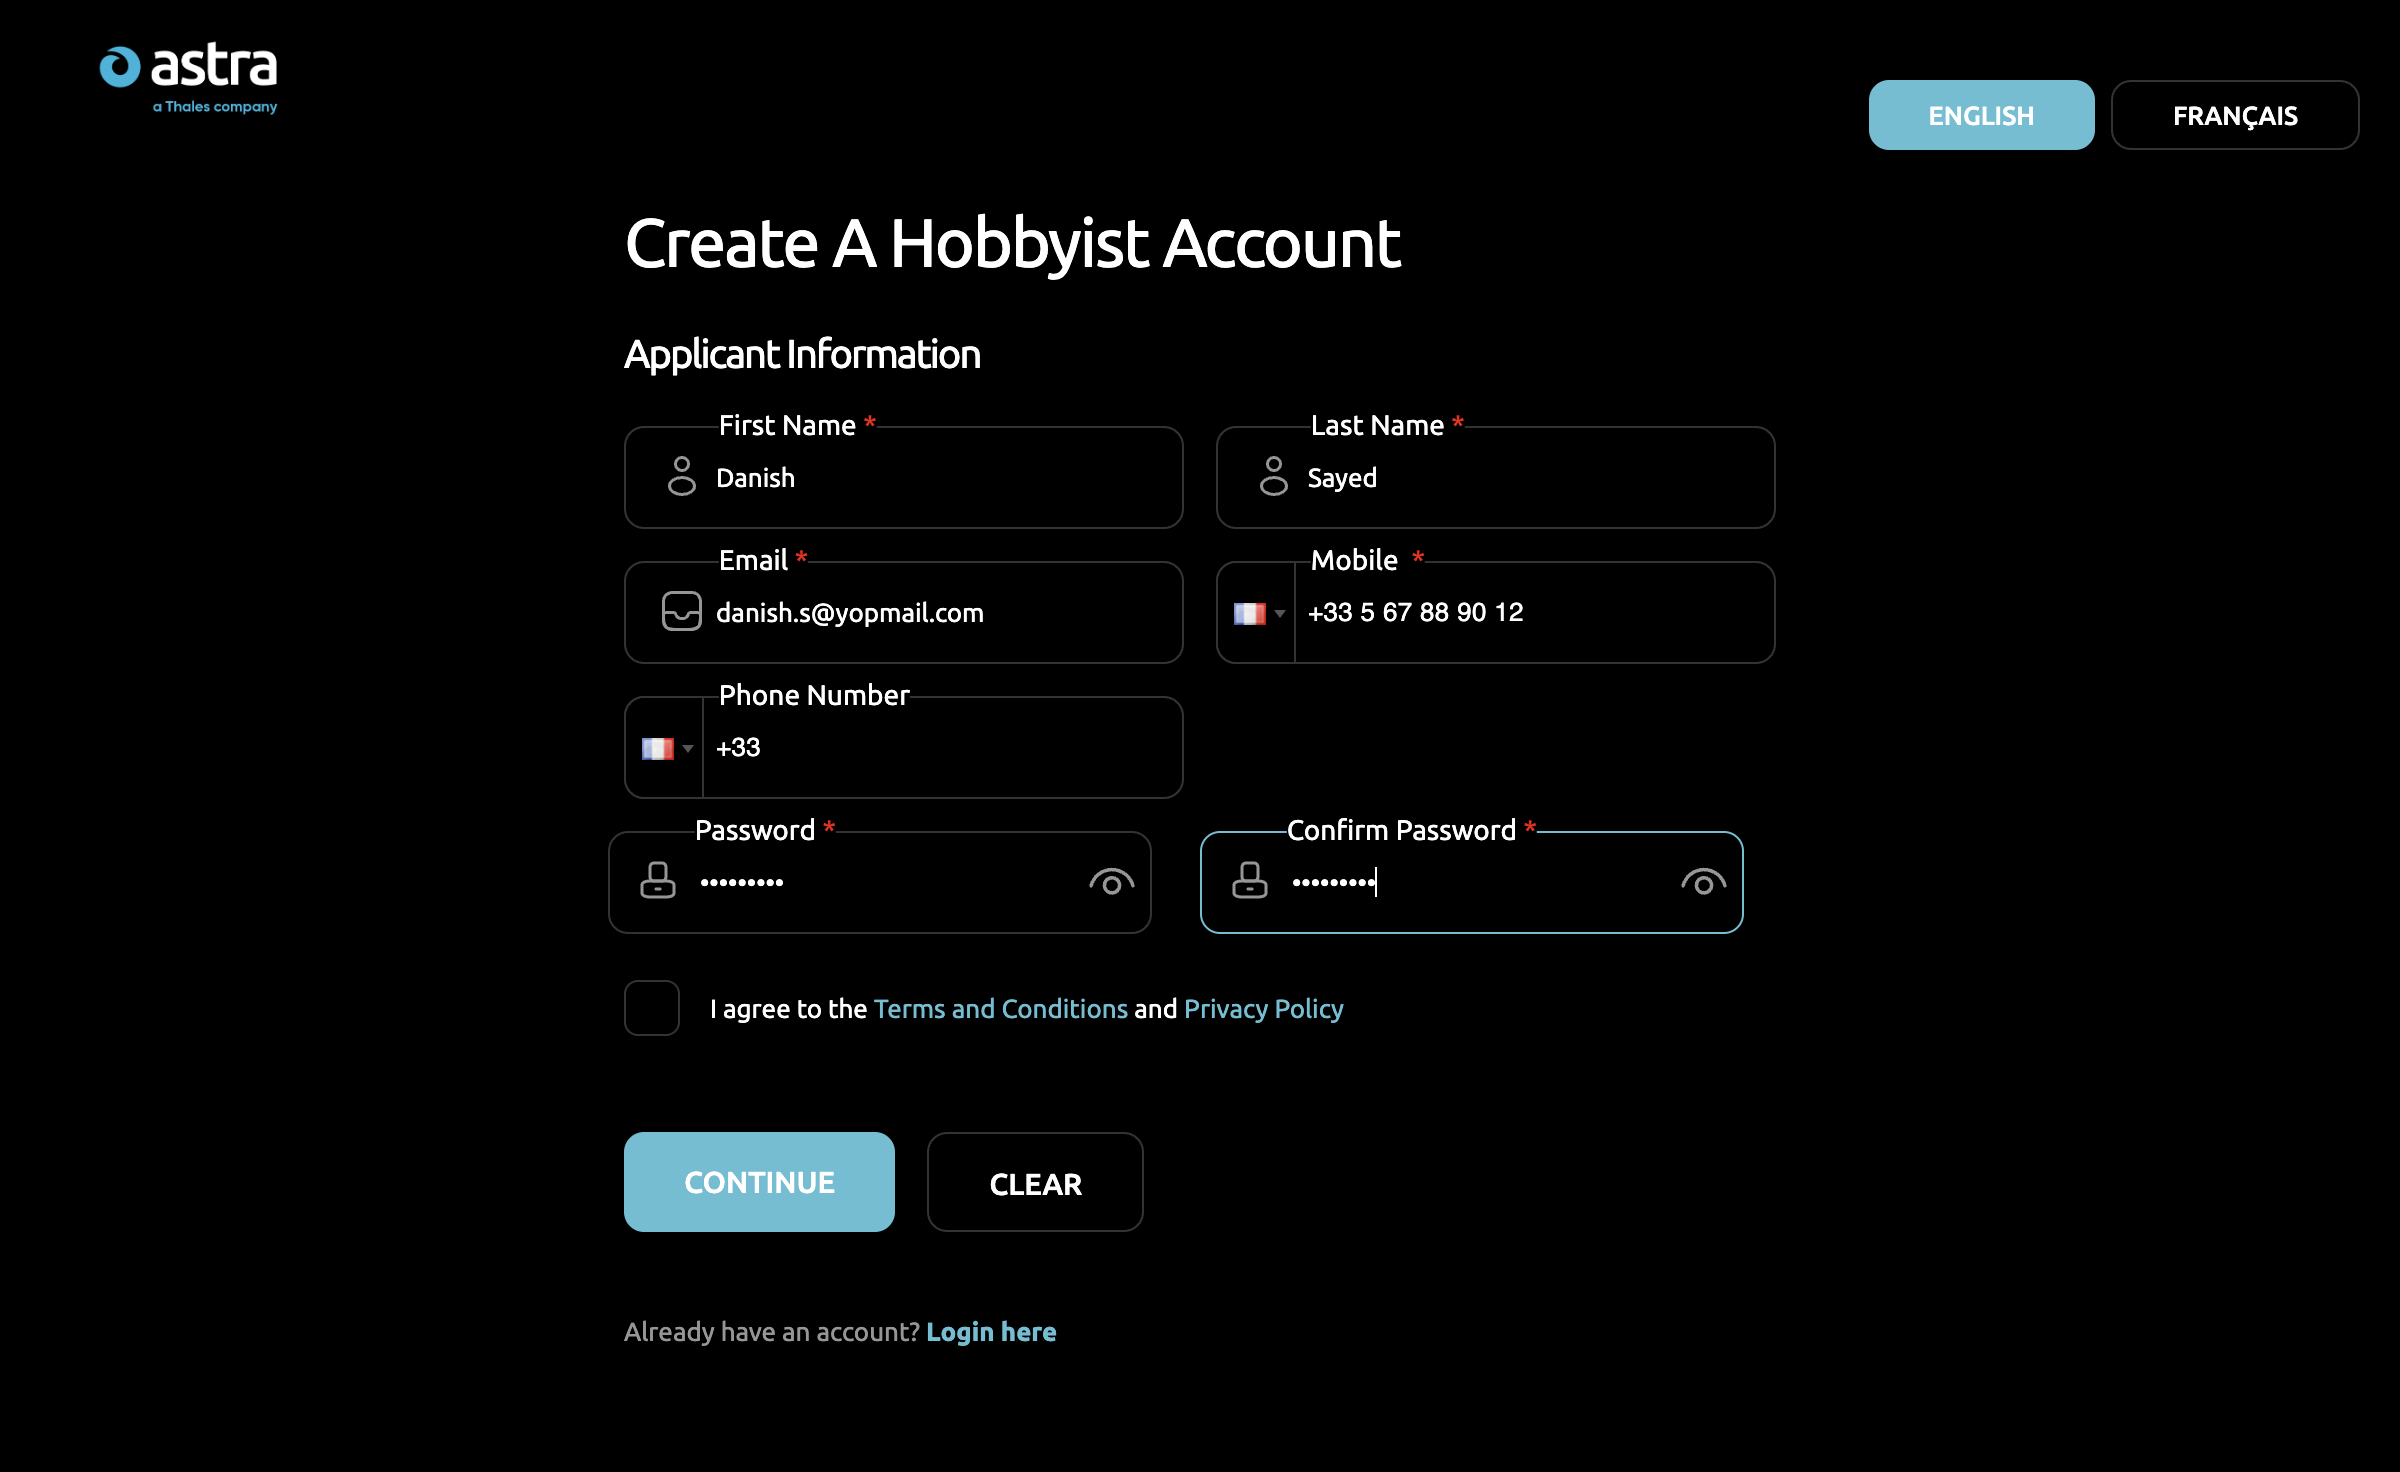 astra
a Thales company
ENGLISH
FRANÇAIS
Create A Hobbyist Account
Applicant Information
First Name *
Danish
Last Name *
Sayed
Email *
danish.s@yopmail.com
Mobile *
+33 5 67 88 90 12
Phone Number
+33
Password *
•••••••••
Confirm Password *
•••••••••
I agree to the Terms and Conditions and Privacy Policy
CONTINUE
CLEAR
Already have an account? Login here